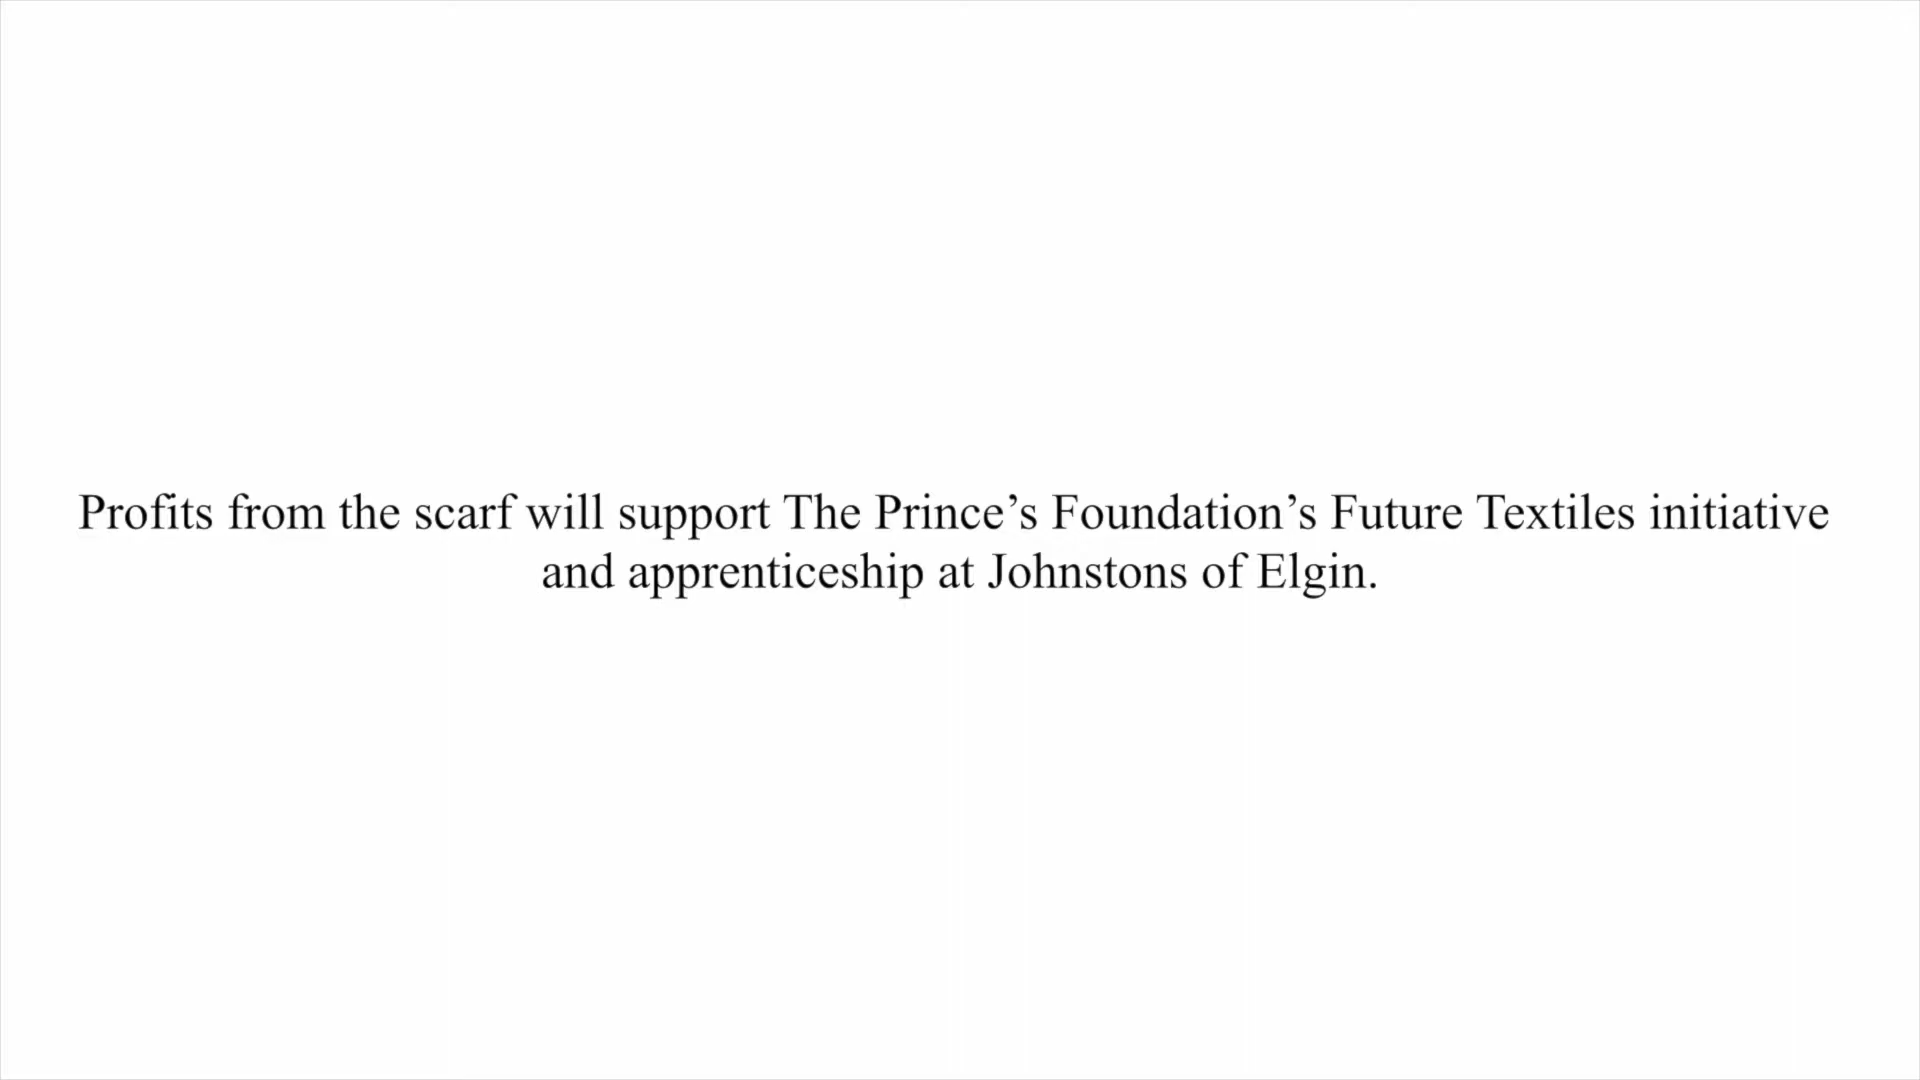 Profits from the scarf will support The Prince’s Foundation’s Future Textiles initiative
and apprenticeship at Johnstons of Elgin.